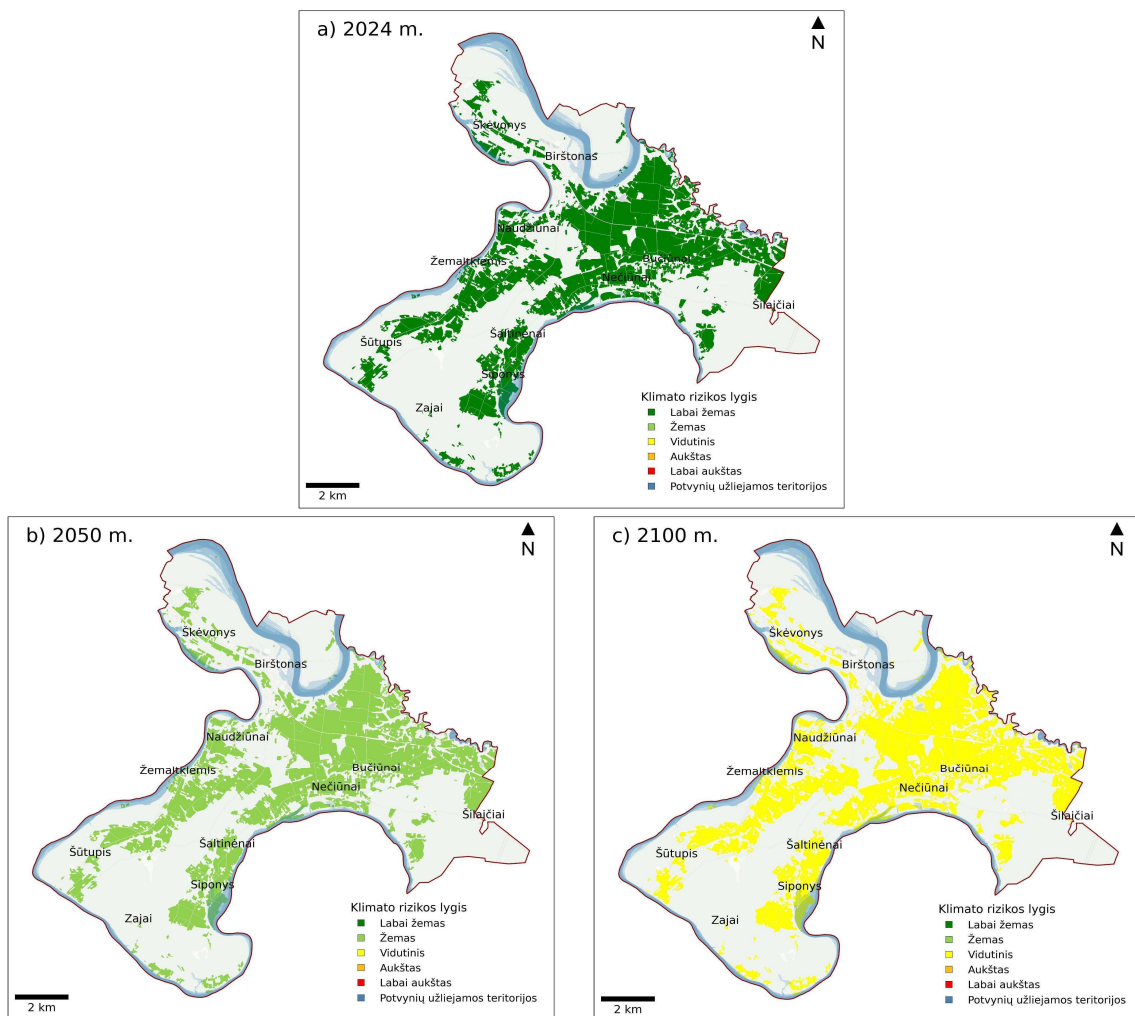 a) 2024 m.
N
Škėvonys
Birštonas
Naudžiūnai
Žemaitkiemis
Bučiūnai
Nečiūnai
Šilaičiai
Šaltinėnai
Šūtupis
Siponys
Zajai
Klimato rizikos lygis
Labai žemas
Žemas
Vidutinis
Aukštas
Labai aukštas
Potvynių užliejamos teritorijos
2 km
b) 2050 m.
N
Škėvonys
Birštonas
Naudžiūnai
Žemaitkiemis
Bučiūnai
Nečiūnai
Šilaičiai
Šaltinėnai
Šūtupis
Siponys
Zajai
Klimato rizikos lygis
Labai žemas
Žemas
Vidutinis
Aukštas
Labai aukštas
Potvynių užliejamos teritorijos
2 km
c) 2100 m.
N
Škėvonys
Birštonas
Naudžiūnai
Žemaitkiemis
Bučiūnai
Nečiūnai
Šilaičiai
Šaltinėnai
Šūtupis
Siponys
Zajai
Klimato rizikos lygis
Labai žemas
Žemas
Vidutinis
Aukštas
Labai aukštas
Potvynių užliejamos teritorijos
2 km